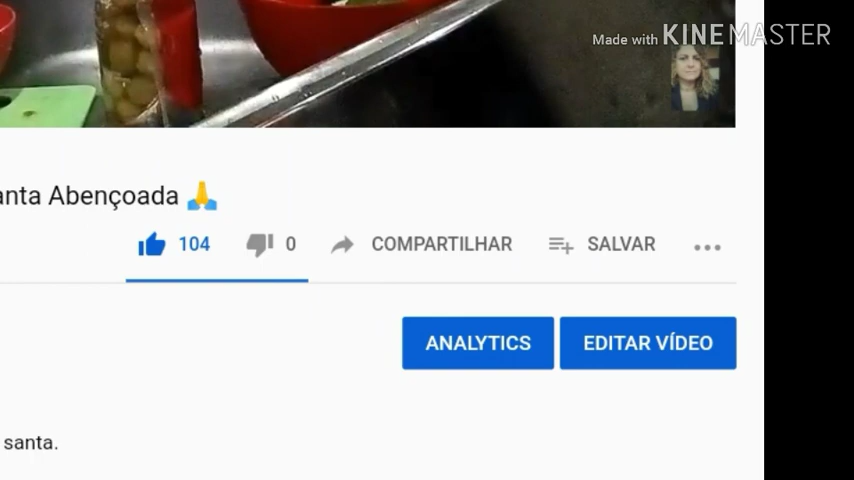 Made with KINEMASTER
anta Abençoada 🙏
104 0 COMPARTILHAR SALVAR
ANALYTICS EDITAR VÍDEO
santa.